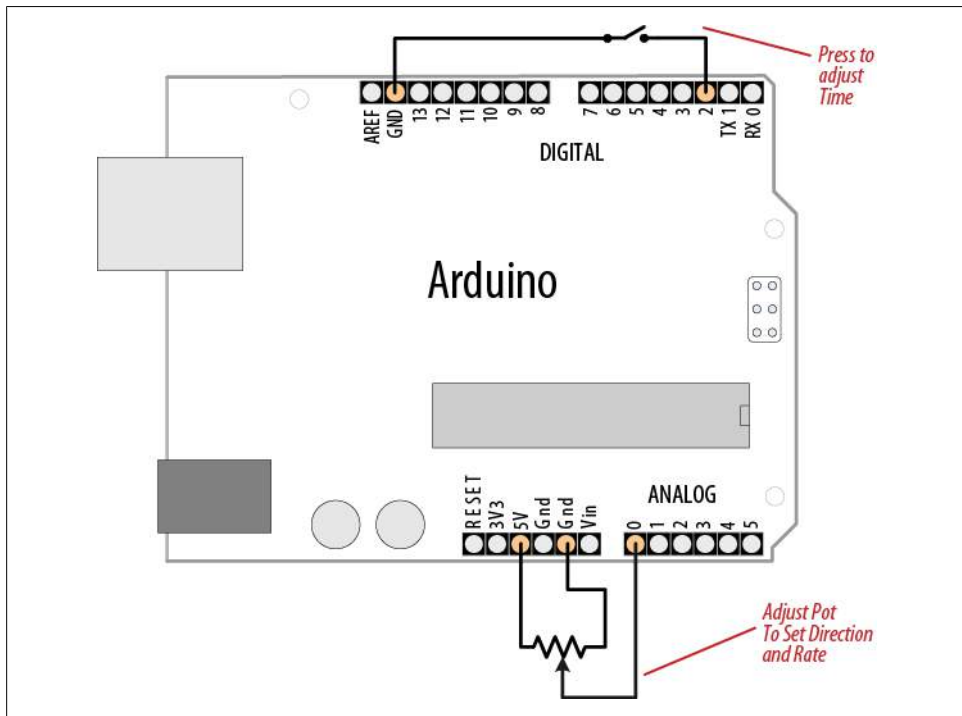 Press to
adjust
Time
AREF
GND
13
12
11
10
9
8
7
6
5
4
3
2
TX 1
RX 0
DIGITAL
Arduino
ANALOG
RESET
3V3
5V
Gnd
Gnd
Vin
0
1
2
3
4
5
Adjust Pot
To Set Direction
and Rate